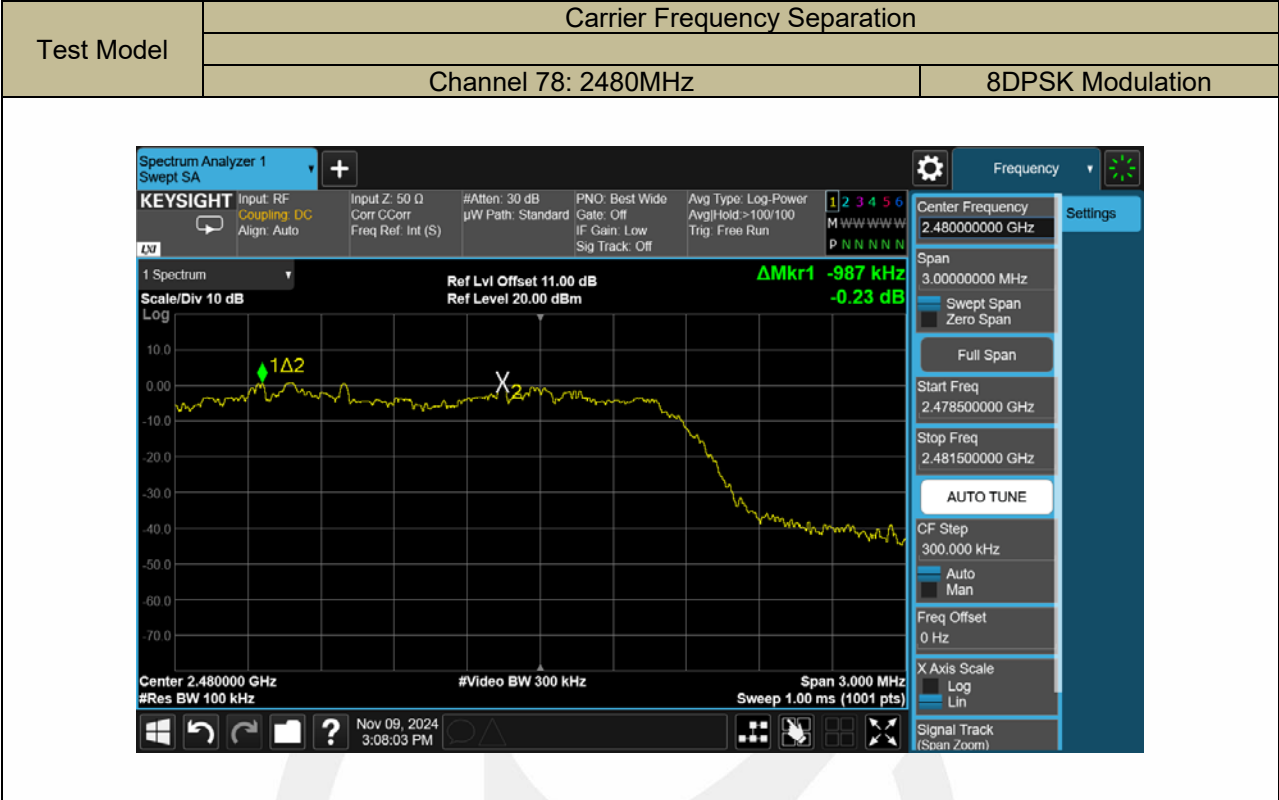 Test Model
Carrier Frequency Separation
Channel 78: 2480MHz
8DPSK Modulation
Spectrum Analyzer 1
Swept SA
+
Frequency
KEYSIGHT
LXI
Input: RF
Coupling: DC
Align: Auto
Input Z: 50 Ω
Corr CCorr
Freq Ref: Int (S)
#Atten: 30 dB
µW Path: Standard
PNO: Best Wide
Gate: Off
IF Gain: Low
Sig Track: Off
Avg Type: Log-Power
Avg|Hold:>100/100
Trig: Free Run
1 2 3 4 5 6
M W W W W W
P N N N N N
1 Spectrum
Scale/Div 10 dB
Log
Ref Lvl Offset 11.00 dB
Ref Level 20.00 dBm
ΔMkr1 -987 kHz
-0.23 dB
10.0
0.00
-10.0
-20.0
-30.0
-40.0
-50.0
-60.0
-70.0
1Δ2
X
2
Center 2.480000 GHz
#Res BW 100 kHz
#Video BW 300 kHz
Span 3.000 MHz
Sweep 1.00 ms (1001 pts)
?
Nov 09, 2024
3:08:03 PM
Center Frequency
2.480000000 GHz
Settings
Span
3.00000000 MHz
Swept Span
Zero Span
Full Span
Start Freq
2.478500000 GHz
Stop Freq
2.481500000 GHz
AUTO TUNE
CF Step
300.000 kHz
Auto
Man
Freq Offset
0 Hz
X Axis Scale
Log
Lin
Signal Track
(Span Zoom)